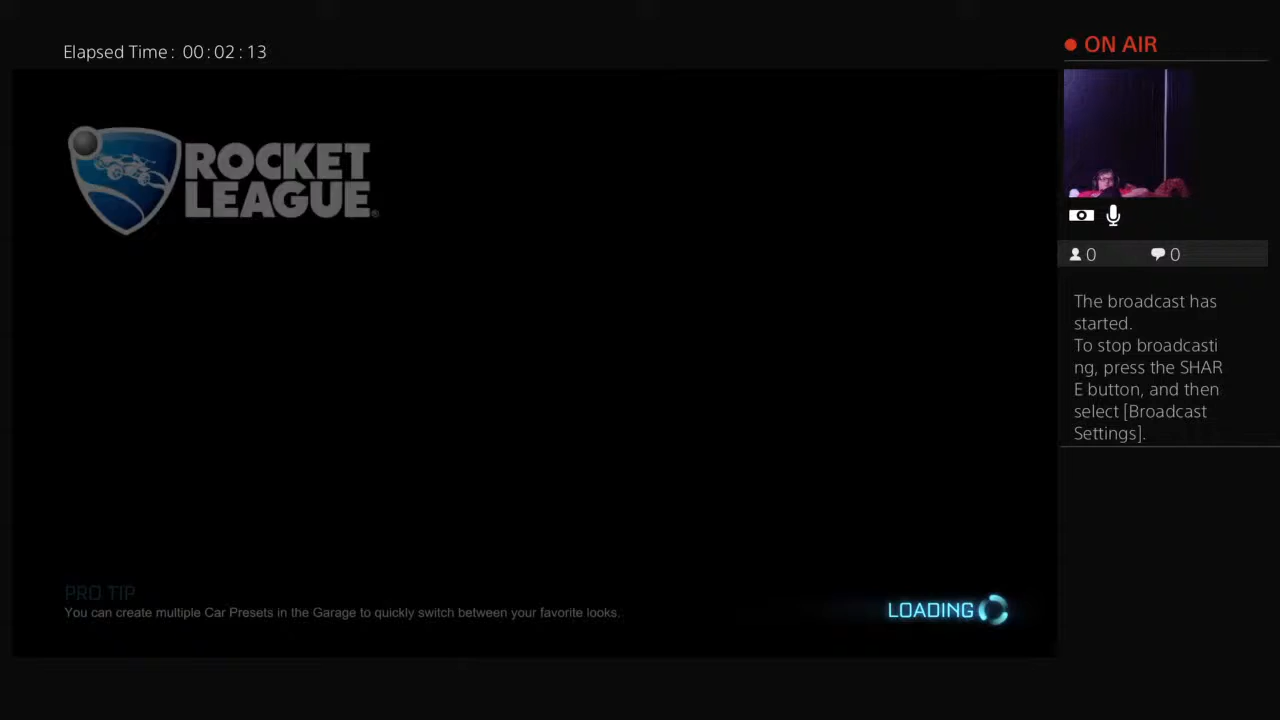 Elapsed Time: 00:02:13
ON AIR
ROCKET
LEAGUE®
0
0
The broadcast has
started.
To stop broadcasti
ng, press the SHAR
E button, and then
select [Broadcast
Settings].
PRO TIP
You can create multiple Car Presets in the Garage to quickly switch between your favorite looks.
LOADING